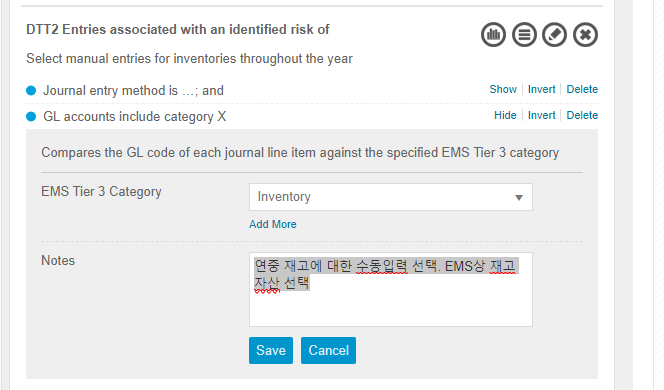 DTT2 Entries associated with an identified risk of
Select manual entries for inventories throughout the year
Journal entry method is ...; and
Show Invert Delete
GL accounts include category X
Hide Invert Delete
Compares the GL code of each journal line item against the specified EMS Tier 3 category
EMS Tier 3 Category
Inventory
Add More
Notes
연중 재고에 대한 수동입력 선택. EMS상 재고
자산 선택
Save Cancel